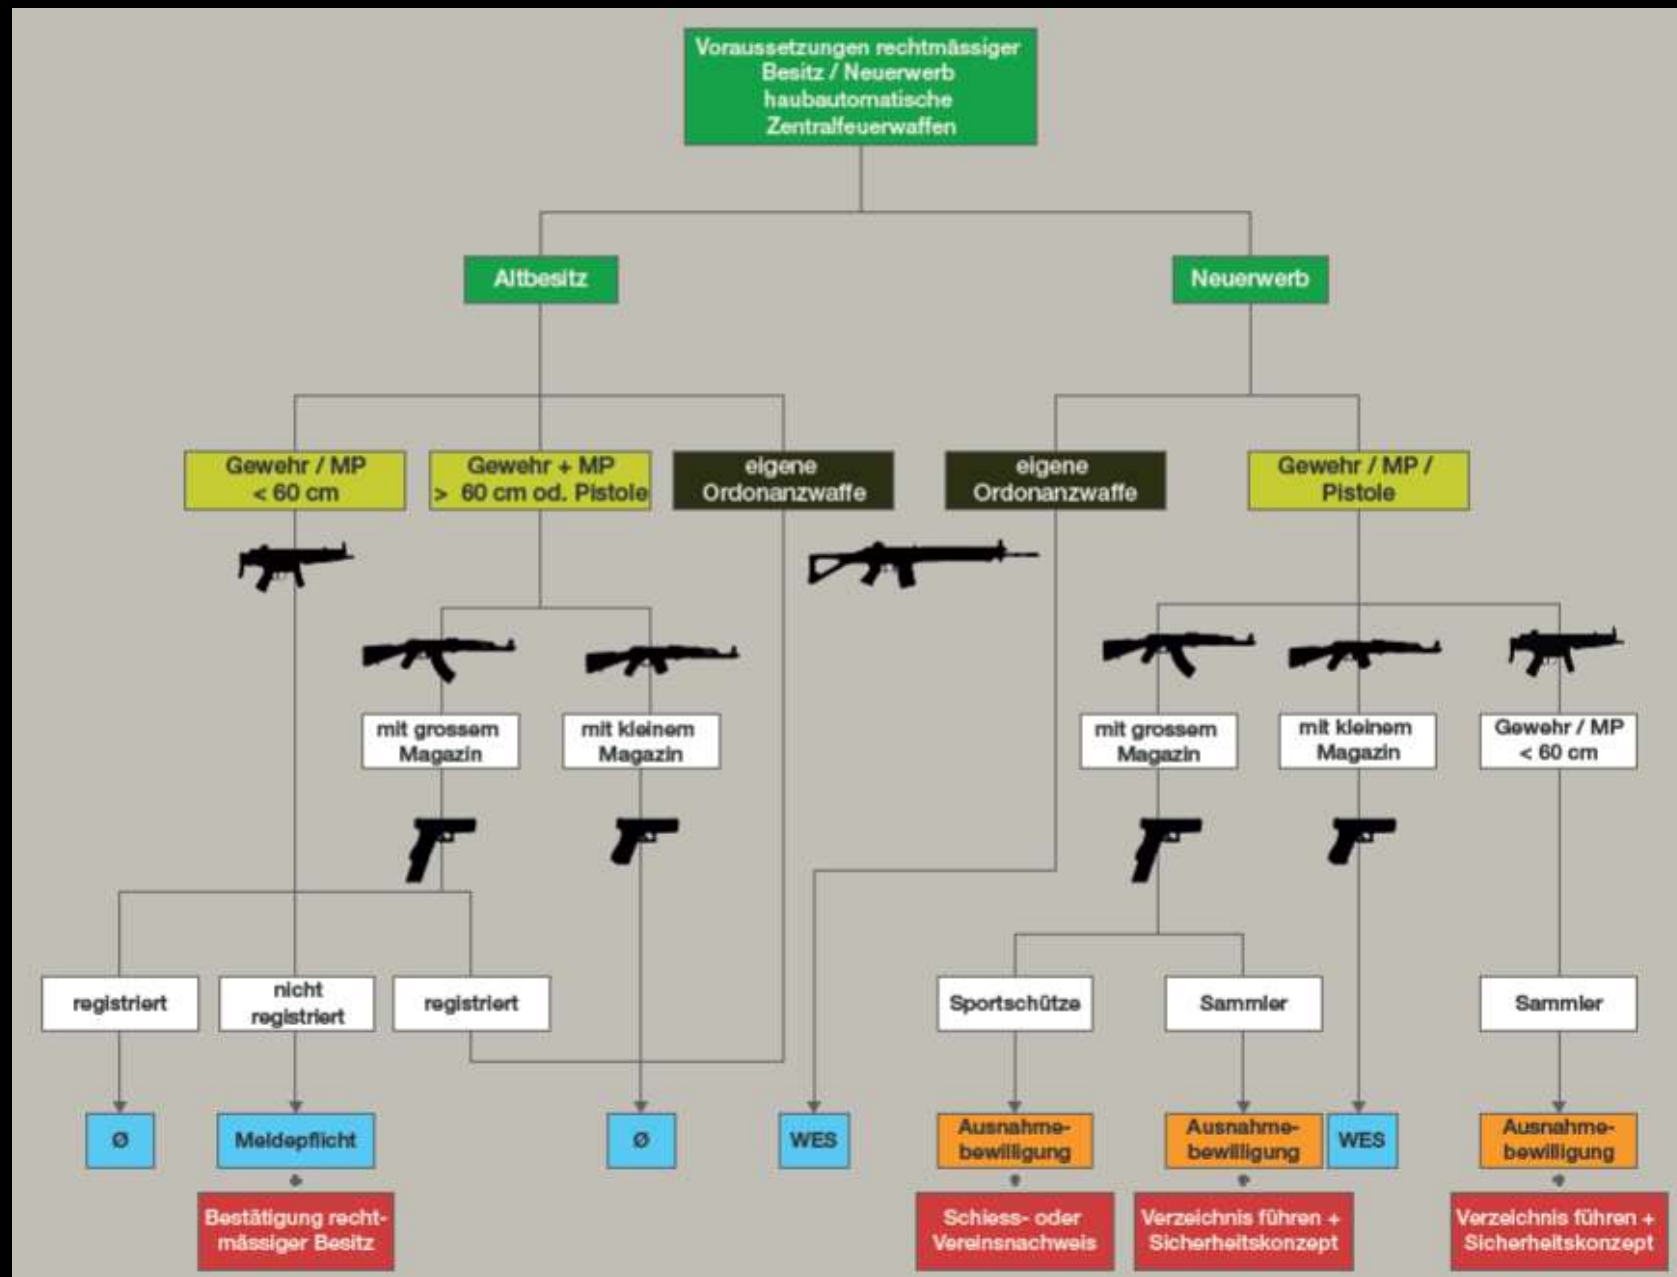 Voraussetzungen rechtmässiger
Besitz / Neuerwerb
haubautomatische
Zentralfeuerwaffen
Altbesitz
Neuerwerb
Gewehr / MP
< 60 cm
Gewehr + MP
> 60 cm od. Pistole
eigene
Ordonanzwaffe
eigene
Ordonanzwaffe
Gewehr / MP /
Pistole
mit grossem
Magazin
mit kleinem
Magazin
mit grossem
Magazin
mit kleinem
Magazin
Gewehr / MP
< 60 cm
registriert
nicht
registriert
registriert
Sportschütze
Sammler
Sammler
Ø
Meldepflicht
Ø
WES
Ausnahme-
bewilligung
Ausnahme-
bewilligung
WES
Ausnahme-
bewilligung
Bestätigung recht-
mässiger Besitz
Schiess- oder
Vereinsnachweis
Verzeichnis führen +
Sicherheitskonzept
Verzeichnis führen +
Sicherheitskonzept